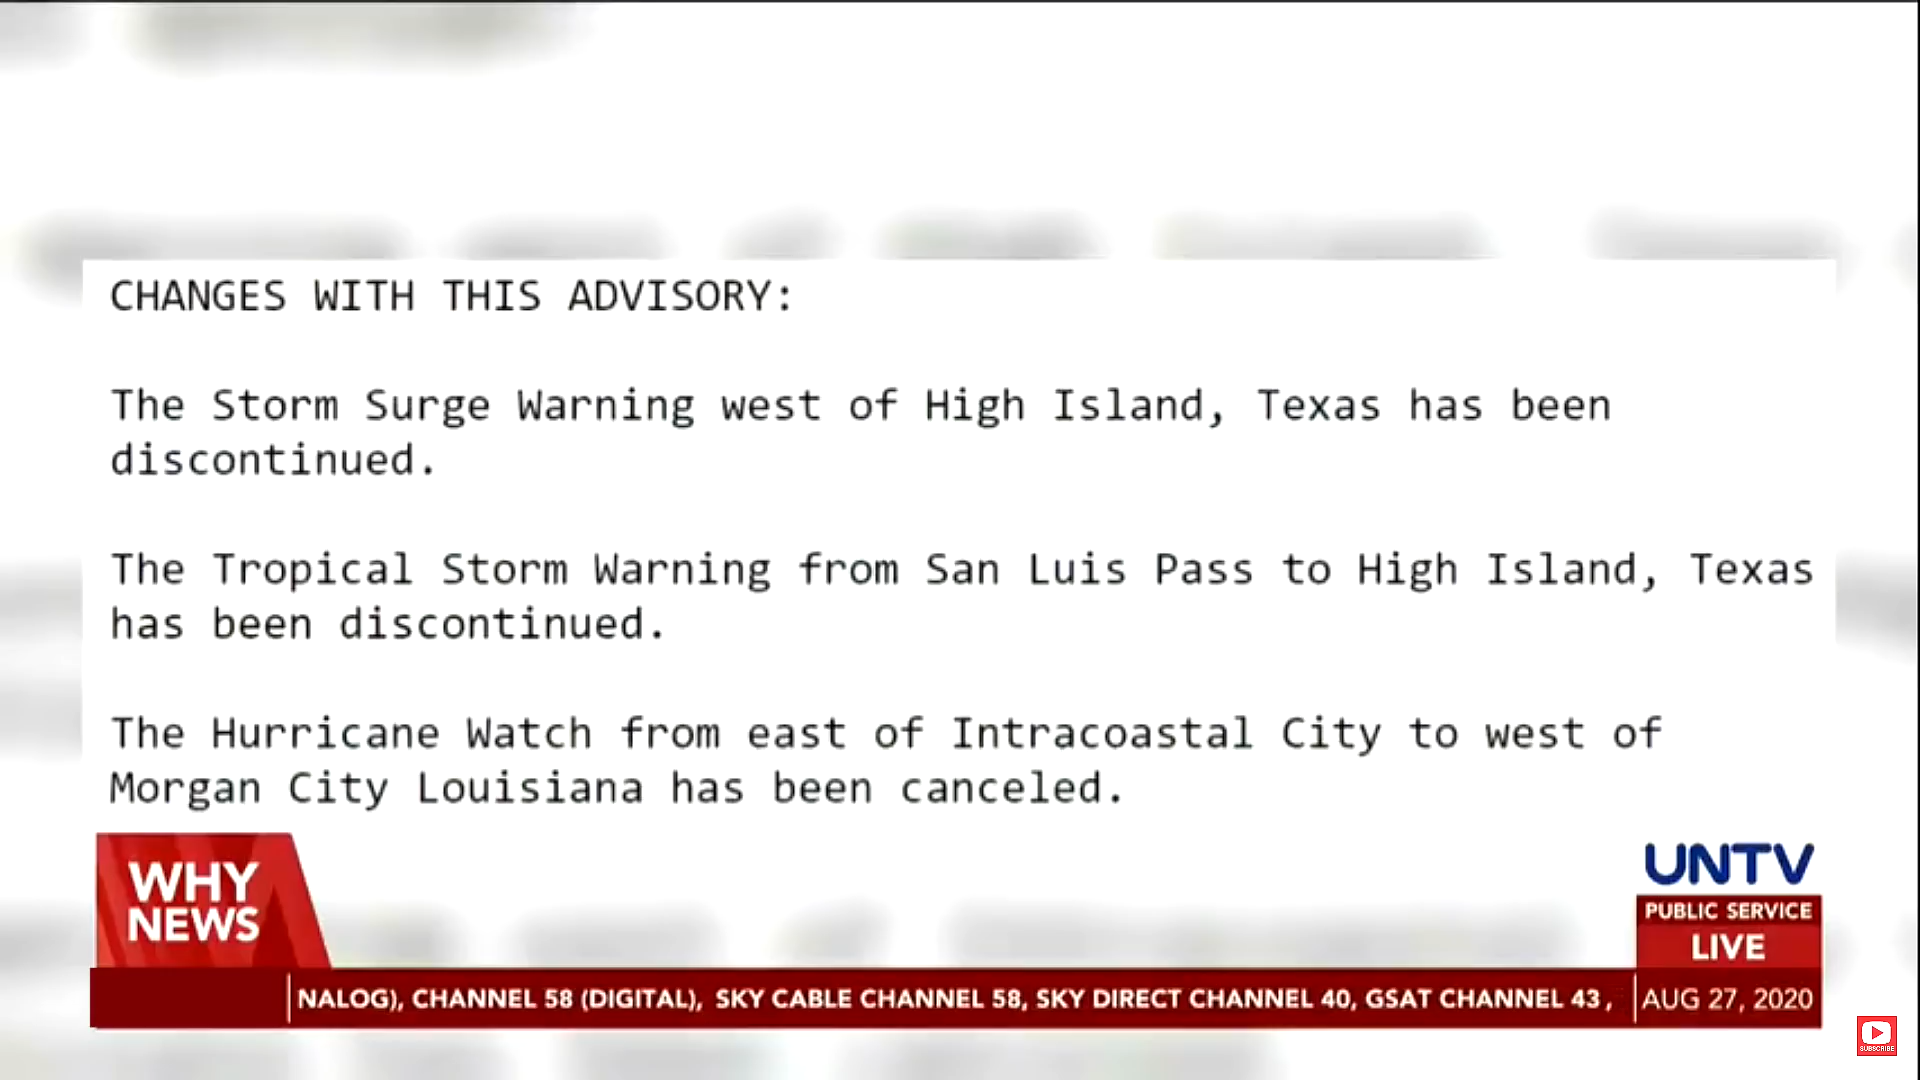 CHANGES WITH THIS ADVISORY:
The Storm Surge Warning west of High Island, Texas has been
discontinued.
The Tropical Storm Warning from San Luis Pass to High Island, Texas
has been discontinued.
The Hurricane Watch from east of Intracoastal City to west of
Morgan City Louisiana has been canceled.
WHY
NEWS
UNTV
PUBLIC SERVICE
LIVE
NALOG), CHANNEL 58 (DIGITAL), SKY CABLE CHANNEL 58, SKY DIRECT CHANNEL 40, GSAT CHANNEL 43,
AUG 27, 2020
SUBSCRIBE